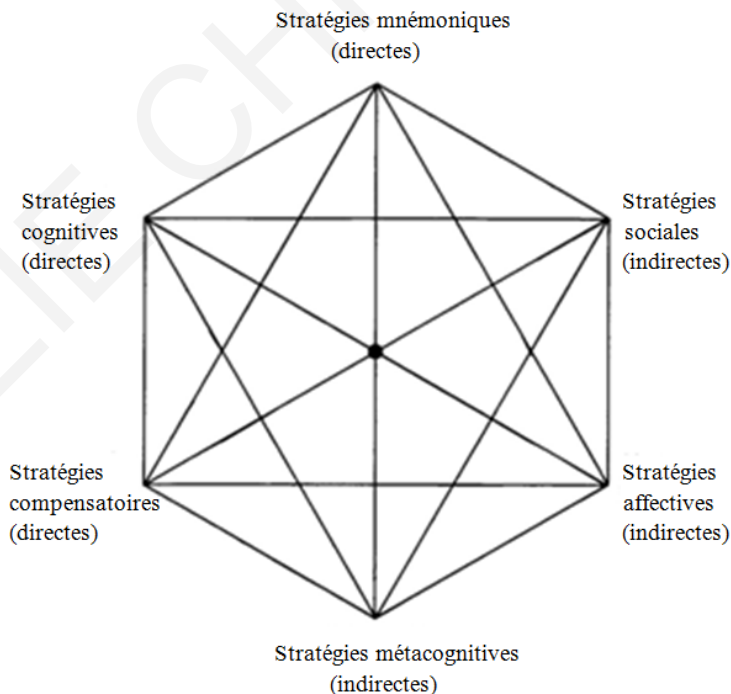 Stratégies mnémoniques
(directes)
Stratégies
cognitives
(directes)
Stratégies
sociales
(indirectes)
Stratégies
compensatoires
(directes)
Stratégies
affectives
(indirectes)
Stratégies métacognitives
(indirectes)